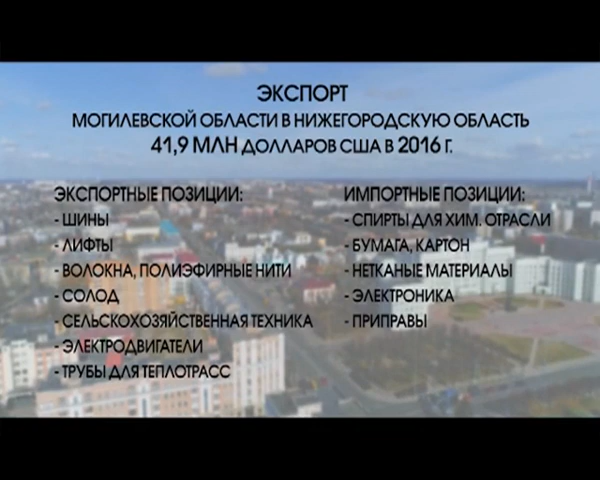 ЭКСПОРТ
МОГИЛЕВСКОЙ ОБЛАСТИ В НИЖЕГОРОДСКУЮ ОБЛАСТЬ
41,9 МЛН ДОЛЛАРОВ США В 2016 Г.
ЭКСПОРТНЫЕ ПОЗИЦИИ:
- ШИНЫ
- ЛИФТЫ
- ВОЛОКНА, ПОЛИЭФИРНЫЕ НИТИ
- СОЛОД
- СЕЛЬСКОХОЗЯЙСТВЕННАЯ ТЕХНИКА
- ЭЛЕКТРОДВИГАТЕЛИ
- ТРУБЫ ДЛЯ ТЕПЛОТРАСС
ИМПОРТНЫЕ ПОЗИЦИИ:
- СПИРТЫ ДЛЯ ХИМ. ОТРАСЛИ
- БУМАГА, КАРТОН
- НЕТКАНЫЕ МАТЕРИАЛЫ
- ЭЛЕКТРОНИКА
- ПРИПРАВЫ